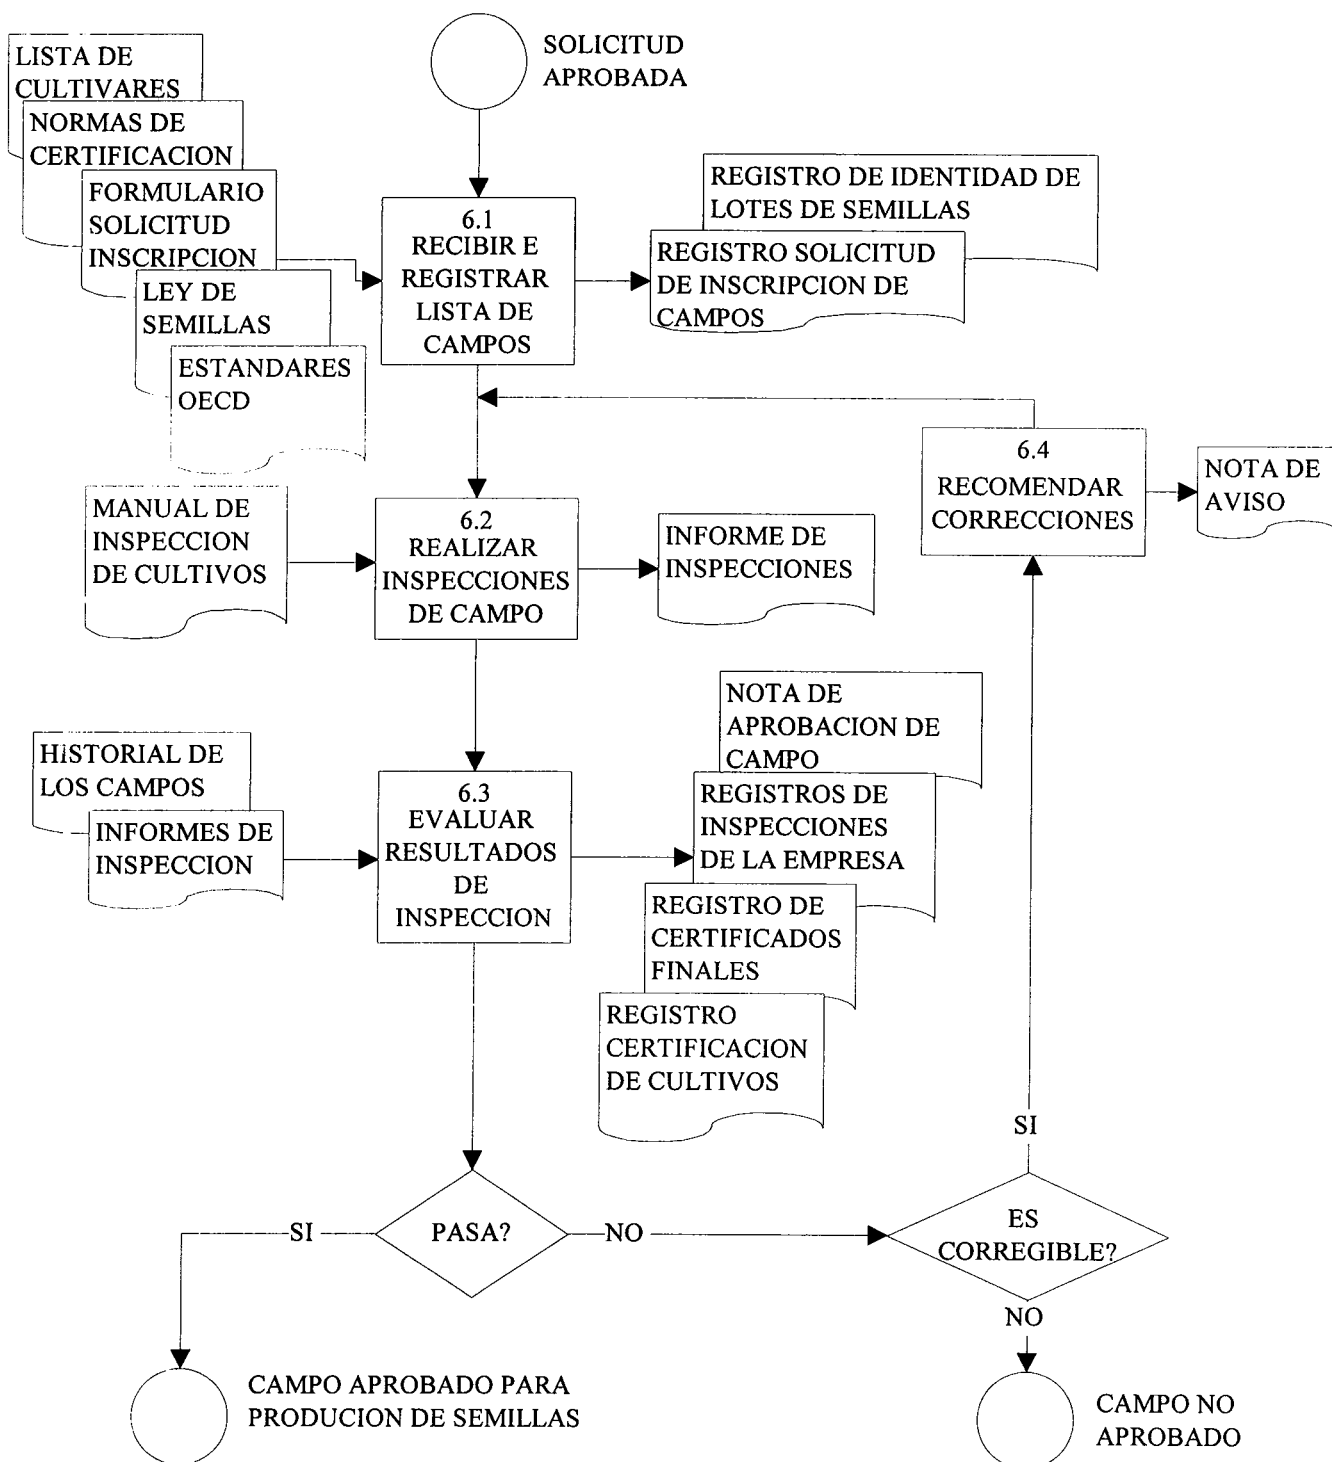 SOLICITUD
APROBADA
LISTA DE
CULTIVARES
NORMAS DE
CERTIFICACION
FORMULARIO
SOLICITUD
INSCRIPCION
LEY DE
SEMILLAS
ESTANDARES
OECD
6.1
RECIBIR E
REGISTRAR
LISTA DE
CAMPOS
REGISTRO DE IDENTIDAD DE
LOTES DE SEMILLAS
REGISTRO SOLICITUD
DE INSCRIPCION DE
CAMPOS
6.4
RECOMENDAR
CORRECCIONES
NOTA DE
AVISO
MANUAL DE
INSPECCION
DE CULTIVOS
6.2
REALIZAR
INSPECCIONES
DE CAMPO
INFORME DE
INSPECCIONES
HISTORIAL DE
LOS CAMPOS
INFORMES DE
INSPECCION
6.3
EVALUAR
RESULTADOS
DE
INSPECCION
NOTA DE
APROBACION DE
CAMPO
REGISTROS DE
INSPECCIONES
DE LA EMPRESA
REGISTRO DE
CERTIFICADOS
FINALES
REGISTRO
CERTIFICACION
DE CULTIVOS
SI
PASA?
NO
SI
ES
CORREGIBLE?
NO
CAMPO APROBADO PARA
PRODUCION DE SEMILLAS
CAMPO NO
APROBADO